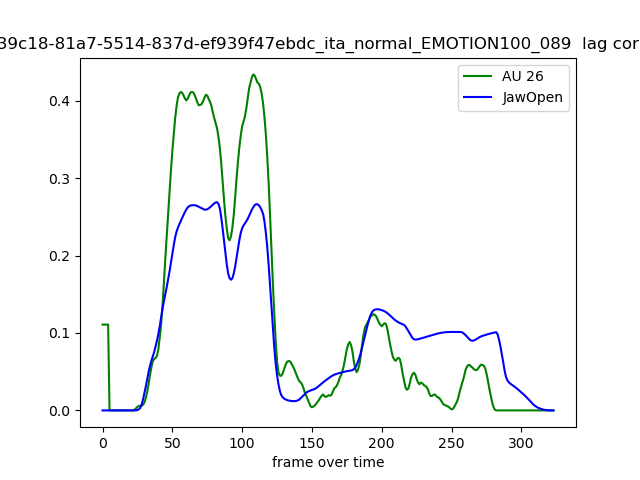 39c18-81a7-5514-837d-ef939f47ebdc_ita_normal_EMOTION100_089 lag cor
AU 26
JawOpen
0.4
0.3
0.2
0.1
0.0
0 50 100 150 200 250 300
frame over time